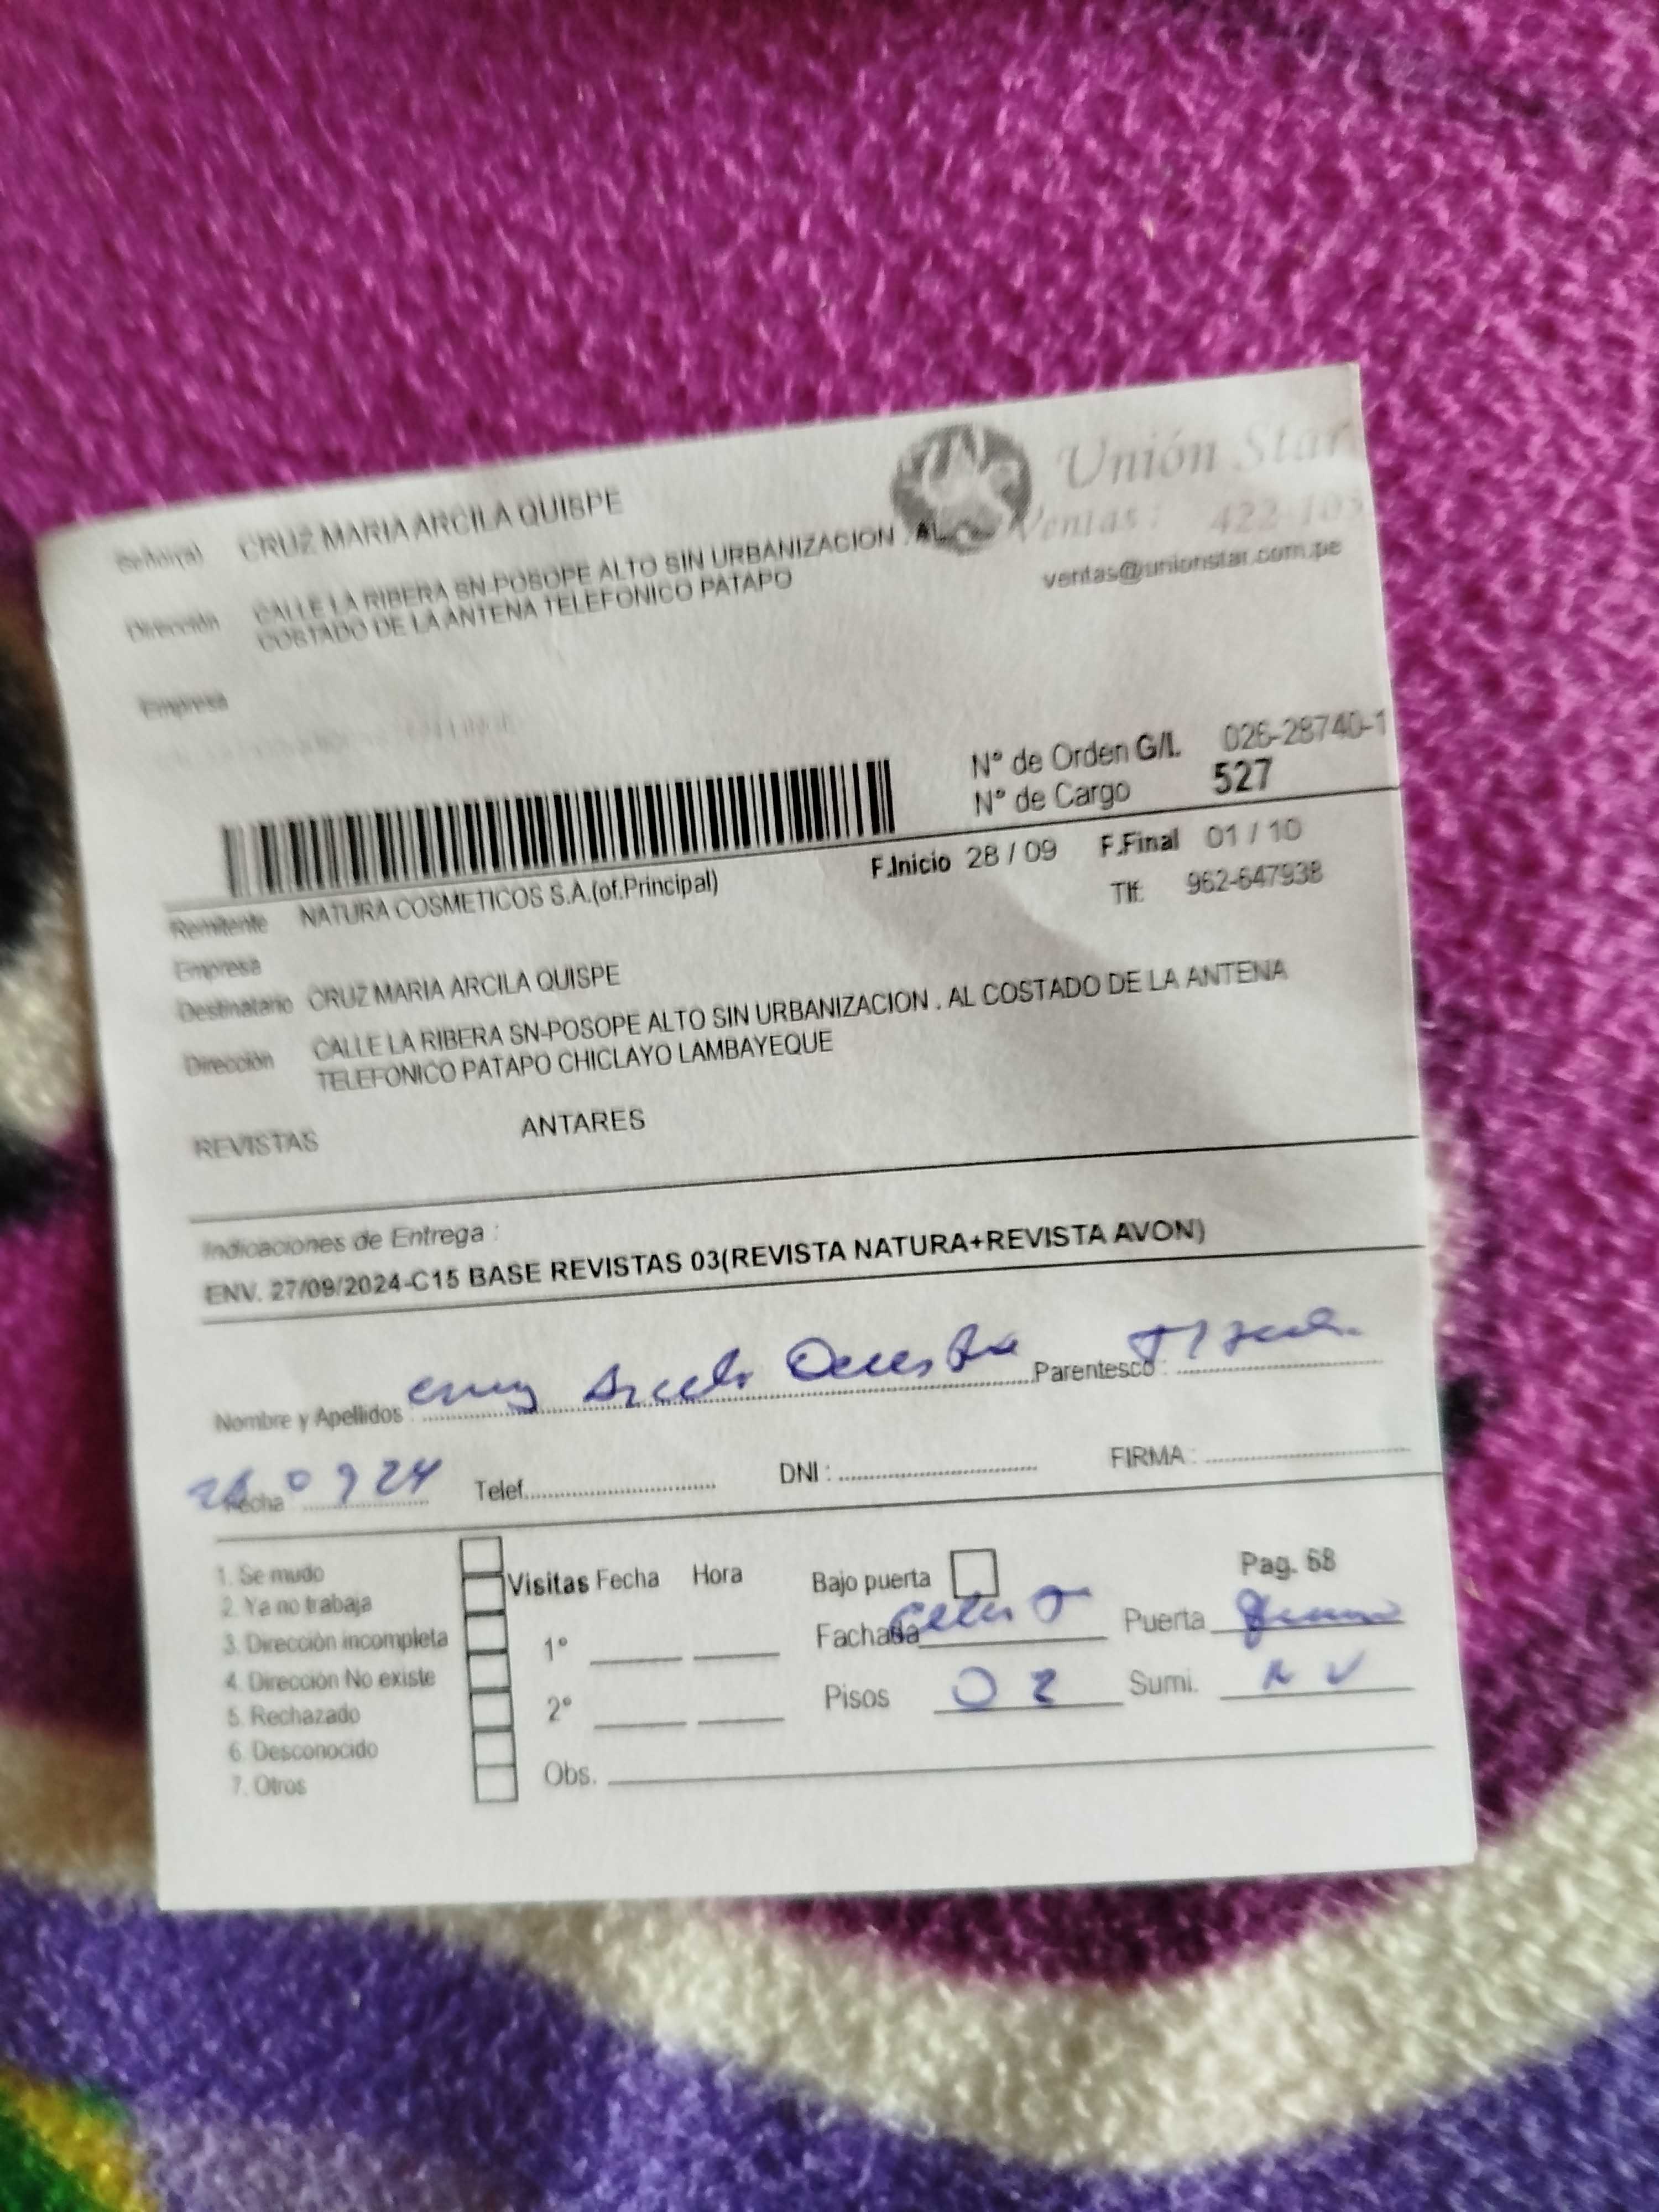 Unión Star
Ventas: 422-105
ventas@unionstar.com.pe
Señor(a) CRUZ MARIA ARCILA QUISPE
Dirección CALLE LA RIBERA SN-POSOPE ALTO SIN URBANIZACION . AL
COSTADO DE LA ANTENA TELEFONICO PATAPO
Empresa
N° de Orden G/I. 026-28740-1
N° de Cargo 527
F.Inicio 28 / 09 F.Final 01 / 10
Remitente NATURA COSMETICOS S.A.(of.Principal) Tlf: 962-647938
Empresa
Destinatario CRUZ MARIA ARCILA QUISPE
Dirección CALLE LA RIBERA SN-POSOPE ALTO SIN URBANIZACION . AL COSTADO DE LA ANTENA
TELEFONICO PATAPO CHICLAYO LAMBAYEQUE
REVISTAS ANTARES
Indicaciones de Entrega :
ENV. 27/09/2024-C15 BASE REVISTAS 03(REVISTA NATURA+REVISTA AVON)
Nombre y Apellidos : Parentesco :
Fecha 0924 Telef. DNI : FIRMA :
1. Se mudo
2. Ya no trabaja
3. Dirección incompleta
4. Dirección No existe
5. Rechazado
6. Desconocido
7. Otros
Visitas Fecha Hora
1°
2°
Obs.
Bajo puerta Pag. 68
Fachada Puerta
Pisos 02 Sumi.